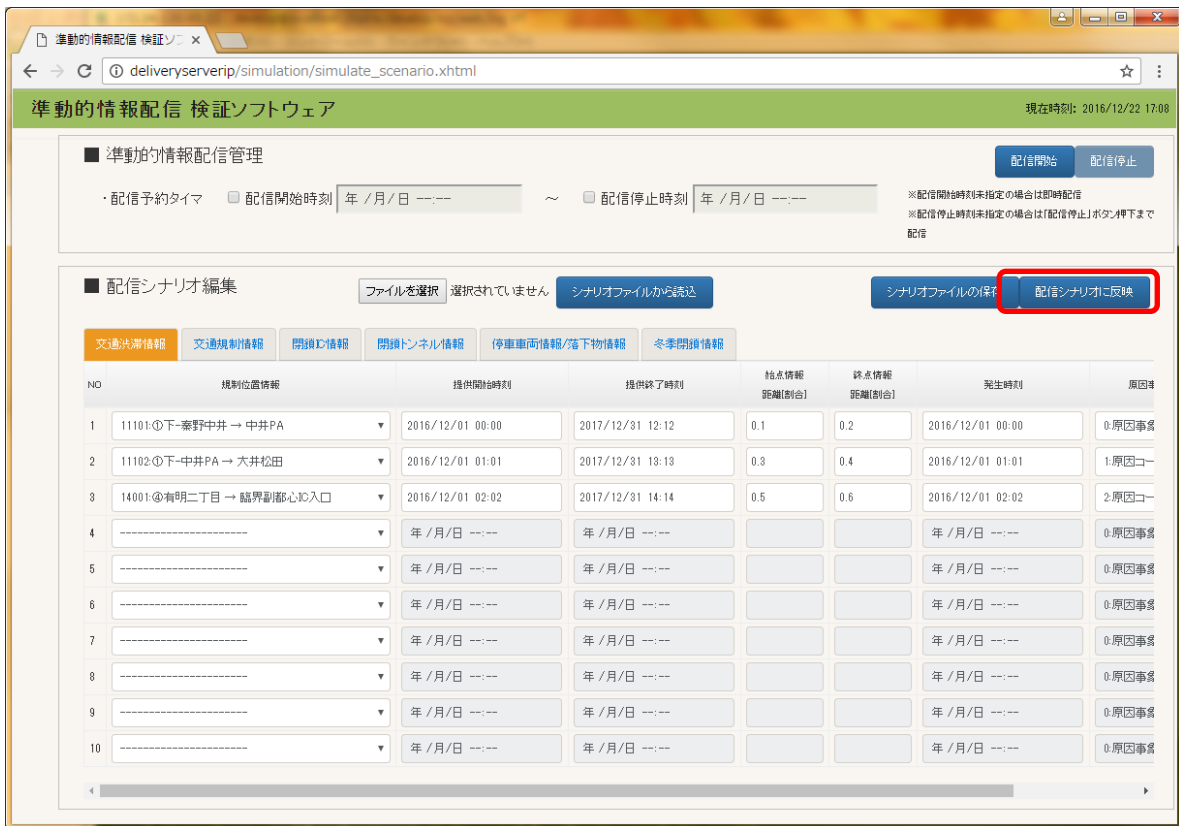 準動的情報配信 検証ソフ
deliveryserverip/simulation/simulate_scenario.xhtml
準動的情報配信 検証ソフトウェア 現在時刻: 2016/12/22 17:08
■ 準動的情報配信管理 配信開始 配信停止
・配信予約タイマ 配信開始時刻 年 /月/日 --:-- ～ 配信停止時刻 年 /月/日 --:--
※配信開始時刻未指定の場合は即時配信
※配信停止時刻未指定の場合は「配信停止」ボタン押下まで
配信
■ 配信シナリオ編集 ファイルを選択 選択されていません シナリオファイルから読込 シナリオファイルの保存 配信シナリオに反映
交通渋滞情報 交通規制情報 閉鎖IC情報 閉鎖トンネル情報 停車車両情報/落下物情報 冬季閉鎖情報
NO 規制位置情報 提供開始時刻 提供終了時刻 始点情報 距離[割合] 終点情報 距離[割合] 発生時刻 原因事
1 11101:①下-秦野中井 → 中井PA 2016/12/01 00:00 2017/12/31 12:12 0.1 0.2 2016/12/01 00:00 0:原因事象
2 11102:①下-中井PA → 大井松田 2016/12/01 01:01 2017/12/31 13:13 0.3 0.4 2016/12/01 01:01 1:原因コー
3 14001:④有明二丁目 → 臨界副都心IC入口 2016/12/01 02:02 2017/12/31 14:14 0.5 0.6 2016/12/01 02:02 2:原因コー
4 ---------------------- 年 /月/日 --:-- 年 /月/日 --:-- 年 /月/日 --:-- 0:原因事象
5 ---------------------- 年 /月/日 --:-- 年 /月/日 --:-- 年 /月/日 --:-- 0:原因事象
6 ---------------------- 年 /月/日 --:-- 年 /月/日 --:-- 年 /月/日 --:-- 0:原因事象
7 ---------------------- 年 /月/日 --:-- 年 /月/日 --:-- 年 /月/日 --:-- 0:原因事象
8 ---------------------- 年 /月/日 --:-- 年 /月/日 --:-- 年 /月/日 --:-- 0:原因事象
9 ---------------------- 年 /月/日 --:-- 年 /月/日 --:-- 年 /月/日 --:-- 0:原因事象
10 ---------------------- 年 /月/日 --:-- 年 /月/日 --:-- 年 /月/日 --:-- 0:原因事象